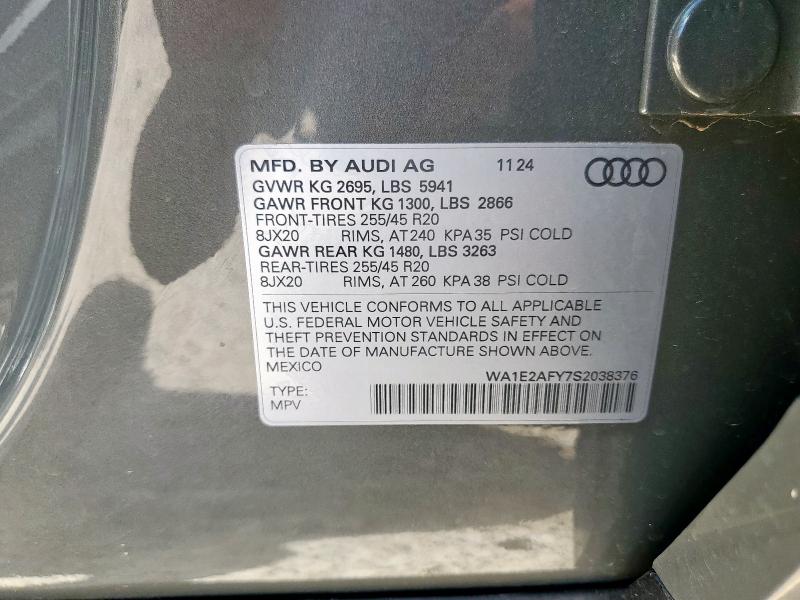 MFD. BY AUDI AG 11 24
GVWR KG 2695, LBS 5941
GAWR FRONT KG 1300, LBS 2866
FRONT-TIRES 255/45 R20
8JX20 RIMS, AT 240 KPA 35 PSI COLD
GAWR REAR KG 1480, LBS 3263
REAR-TIRES 255/45 R20
8JX20 RIMS, AT 260 KPA 38 PSI COLD
THIS VEHICLE CONFORMS TO ALL APPLICABLE
U.S. FEDERAL MOTOR VEHICLE SAFETY AND
THEFT PREVENTION STANDARDS IN EFFECT ON
THE DATE OF MANUFACTURE SHOWN ABOVE.
MEXICO WA1E2AFY7S2038376
TYPE:
MPV